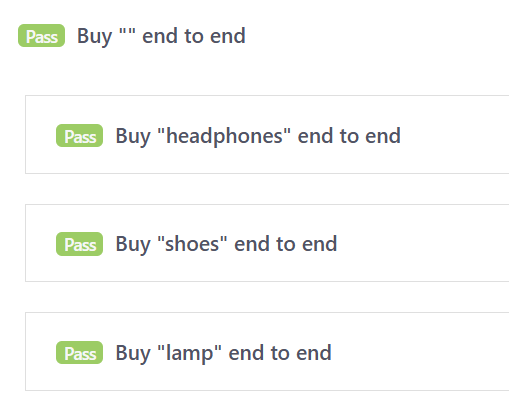 Pass Buy "" end to end
Pass Buy "headphones" end to end
Pass Buy "shoes" end to end
Pass Buy "lamp" end to end